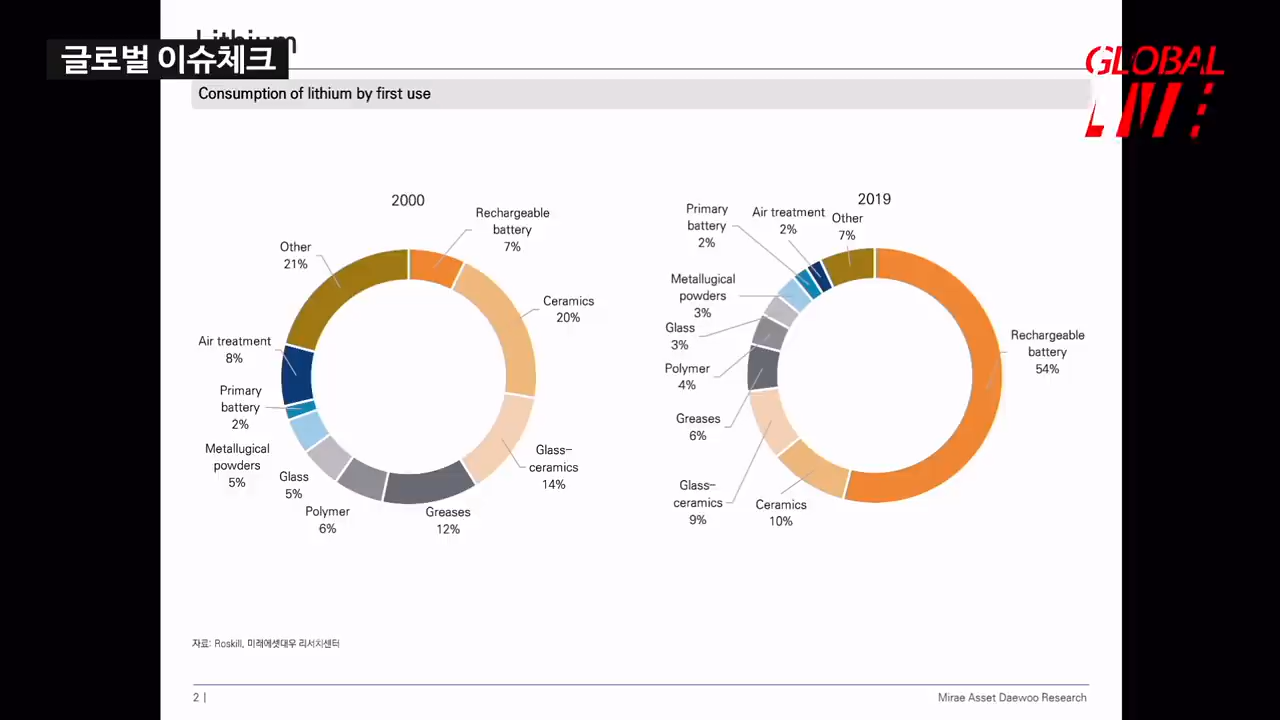 Lithium
글로벌 이슈체크
GLOBAL
LIVE
Consumption of lithium by first use
2000
Rechargeable
battery
7%
Ceramics
20%
Glass-
ceramics
14%
Greases
12%
Polymer
6%
Glass
5%
Metallugical
powders
5%
Primary
battery
2%
Air treatment
8%
Other
21%
2019
Rechargeable
battery
54%
Ceramics
10%
Glass-
ceramics
9%
Greases
6%
Polymer
4%
Glass
3%
Metallugical
powders
3%
Primary
battery
2%
Air treatment
2%
Other
7%
자료: Roskill, 미래에셋대우 리서치센터
2 |
Mirae Asset Daewoo Research